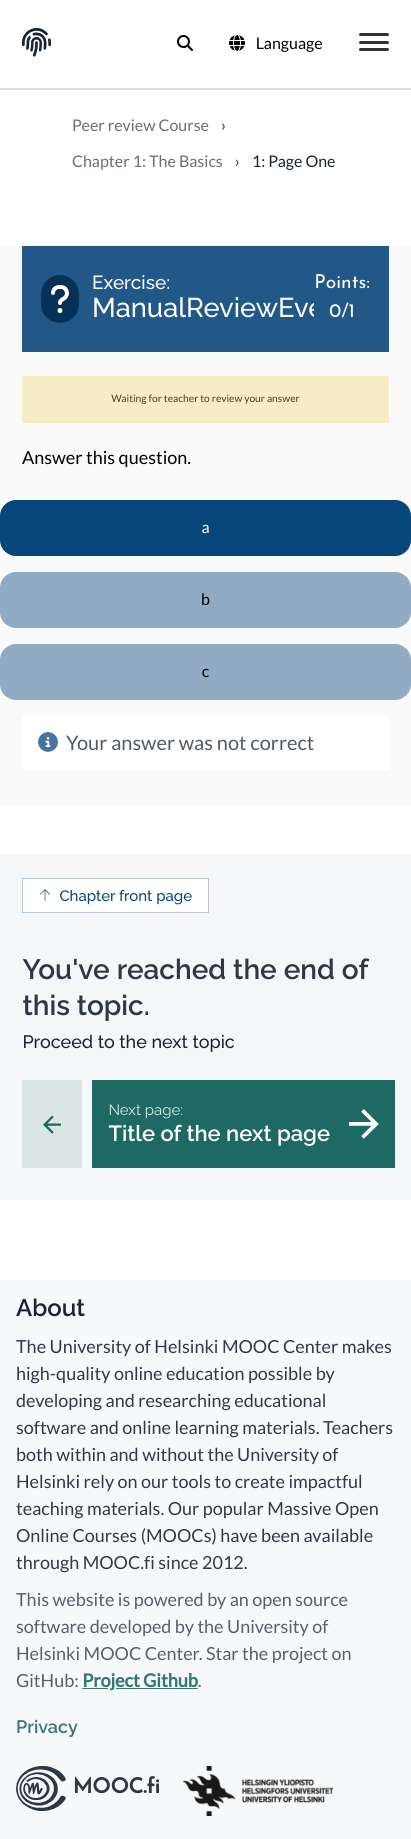 Language
Peer review Course ›
Chapter 1: The Basics › 1: Page One
Exercise:
Points:
ManualReviewEve
0/1
Waiting for teacher to review your answer
Answer this question.
a
b
c
Your answer was not correct
Chapter front page
You've reached the end of
this topic.
Proceed to the next topic
Next page:
Title of the next page
About
The University of Helsinki MOOC Center makes
high-quality online education possible by
developing and researching educational
software and online learning materials. Teachers
both within and without the University of
Helsinki rely on our tools to create impactful
teaching materials. Our popular Massive Open
Online Courses (MOOCs) have been available
through MOOC.fi since 2012.
This website is powered by an open source
software developed by the University of
Helsinki MOOC Center. Star the project on
GitHub: Project Github.
Privacy
MOOC.fi
HELSINGIN YLIOPISTO
HELSINGFORS UNIVERSITET
UNIVERSITY OF HELSINKI